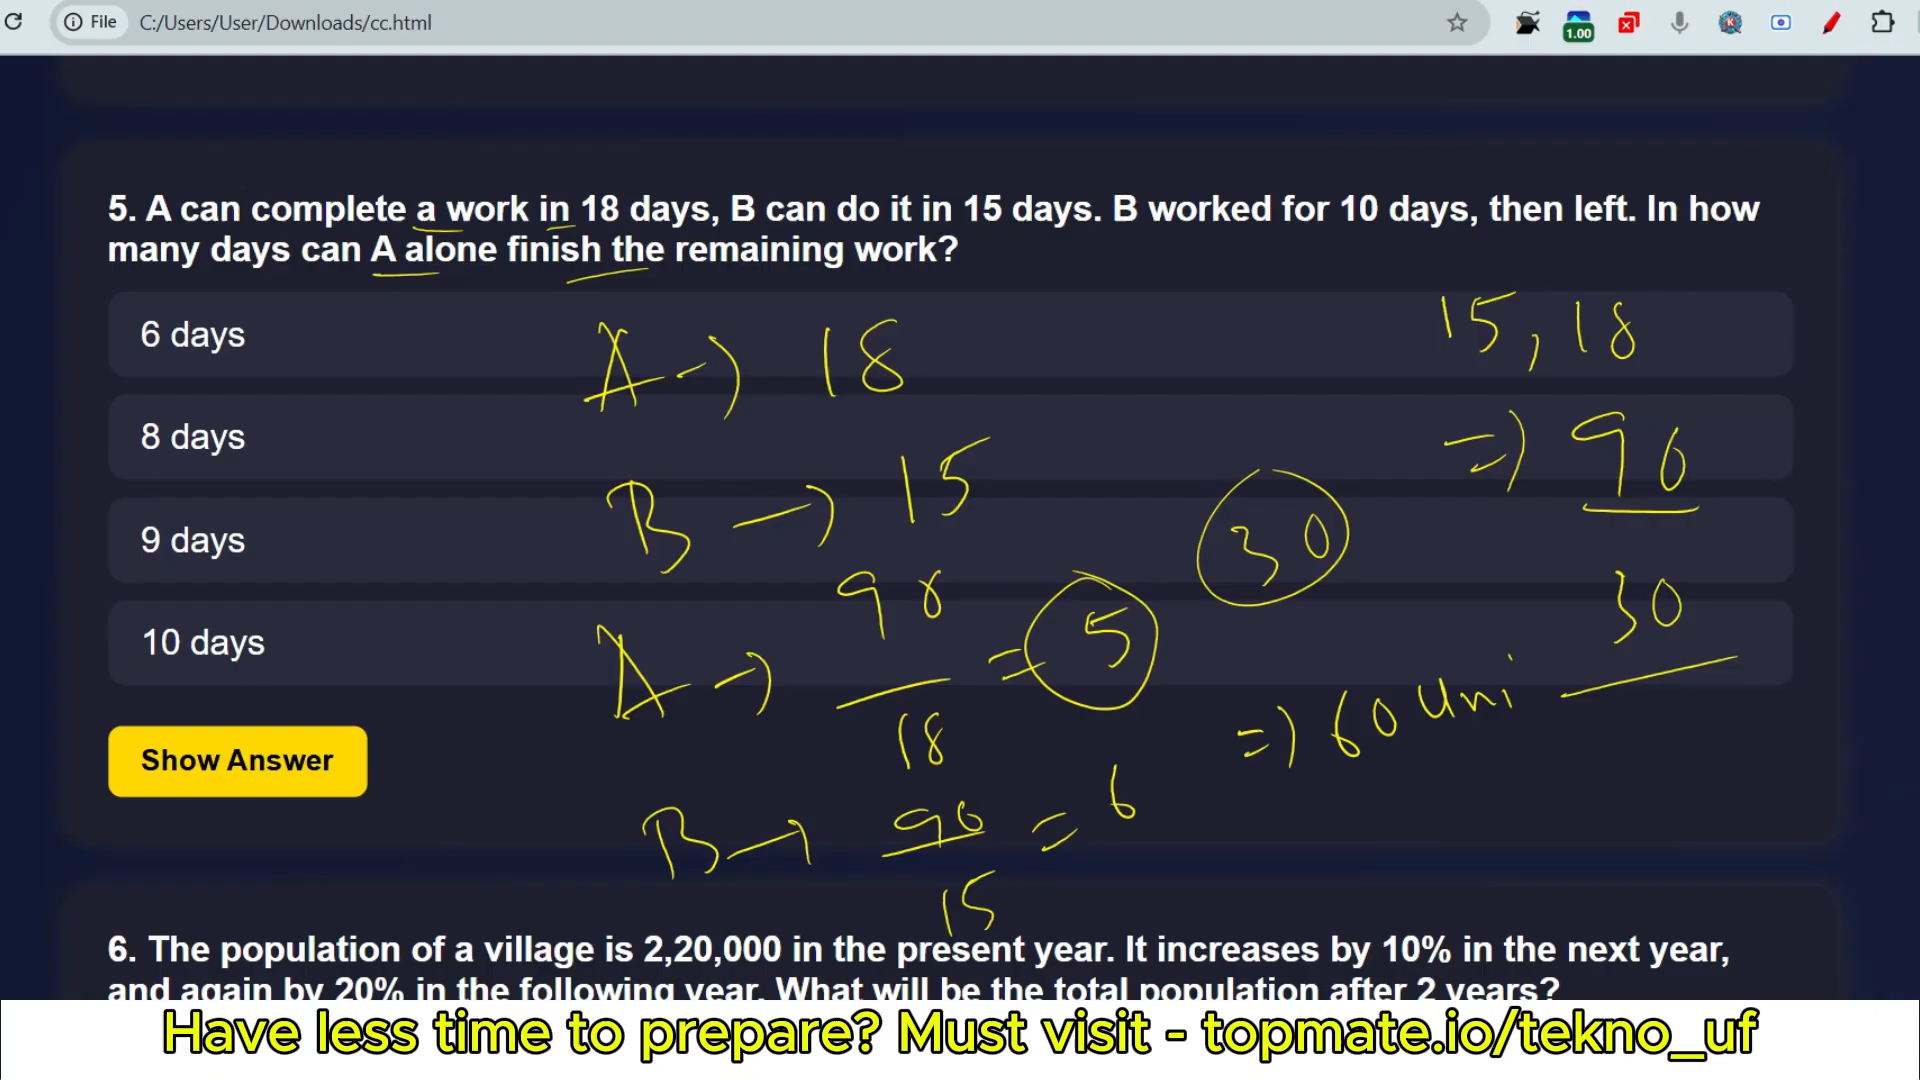 File C:/Users/User/Downloads/cc.html
1.00
5. A can complete a work in 18 days, B can do it in 15 days. B worked for 10 days, then left. In how
many days can A alone finish the remaining work?
6 days
8 days
9 days
10 days
A → 18
B → 15
A → 90/18 = 5
B → 90/15 = 6
15, 18
⇒ 90
30
30
⇒ 60 uni
Show Answer
6. The population of a village is 2,20,000 in the present year. It increases by 10% in the next year,
and again by 20% in the following year. What will be the total population after 2 years?
Have less time to prepare? Must visit - topmate.io/tekno_uf